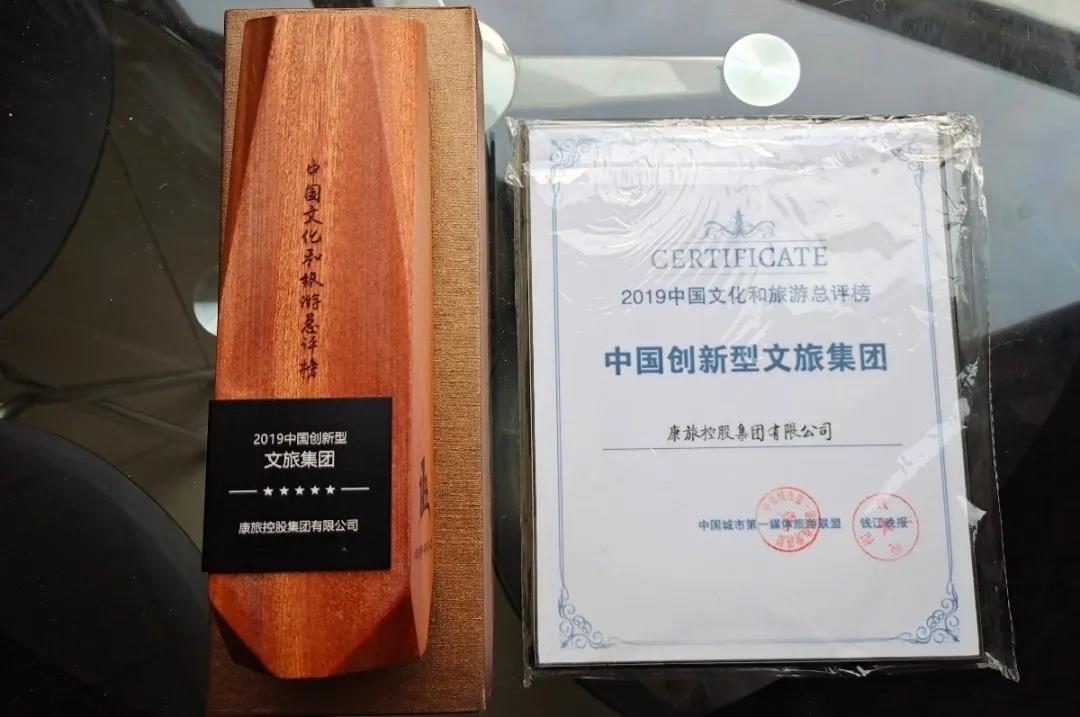 中国文化和旅游总评榜
2019中国创新型
文旅集团
康旅控股集团有限公司
CERTIFICATE
2019中国文化和旅游总评榜
中国创新型文旅集团
康旅控股集团有限公司
中国城市第一媒体旅游联盟
钱江晚报